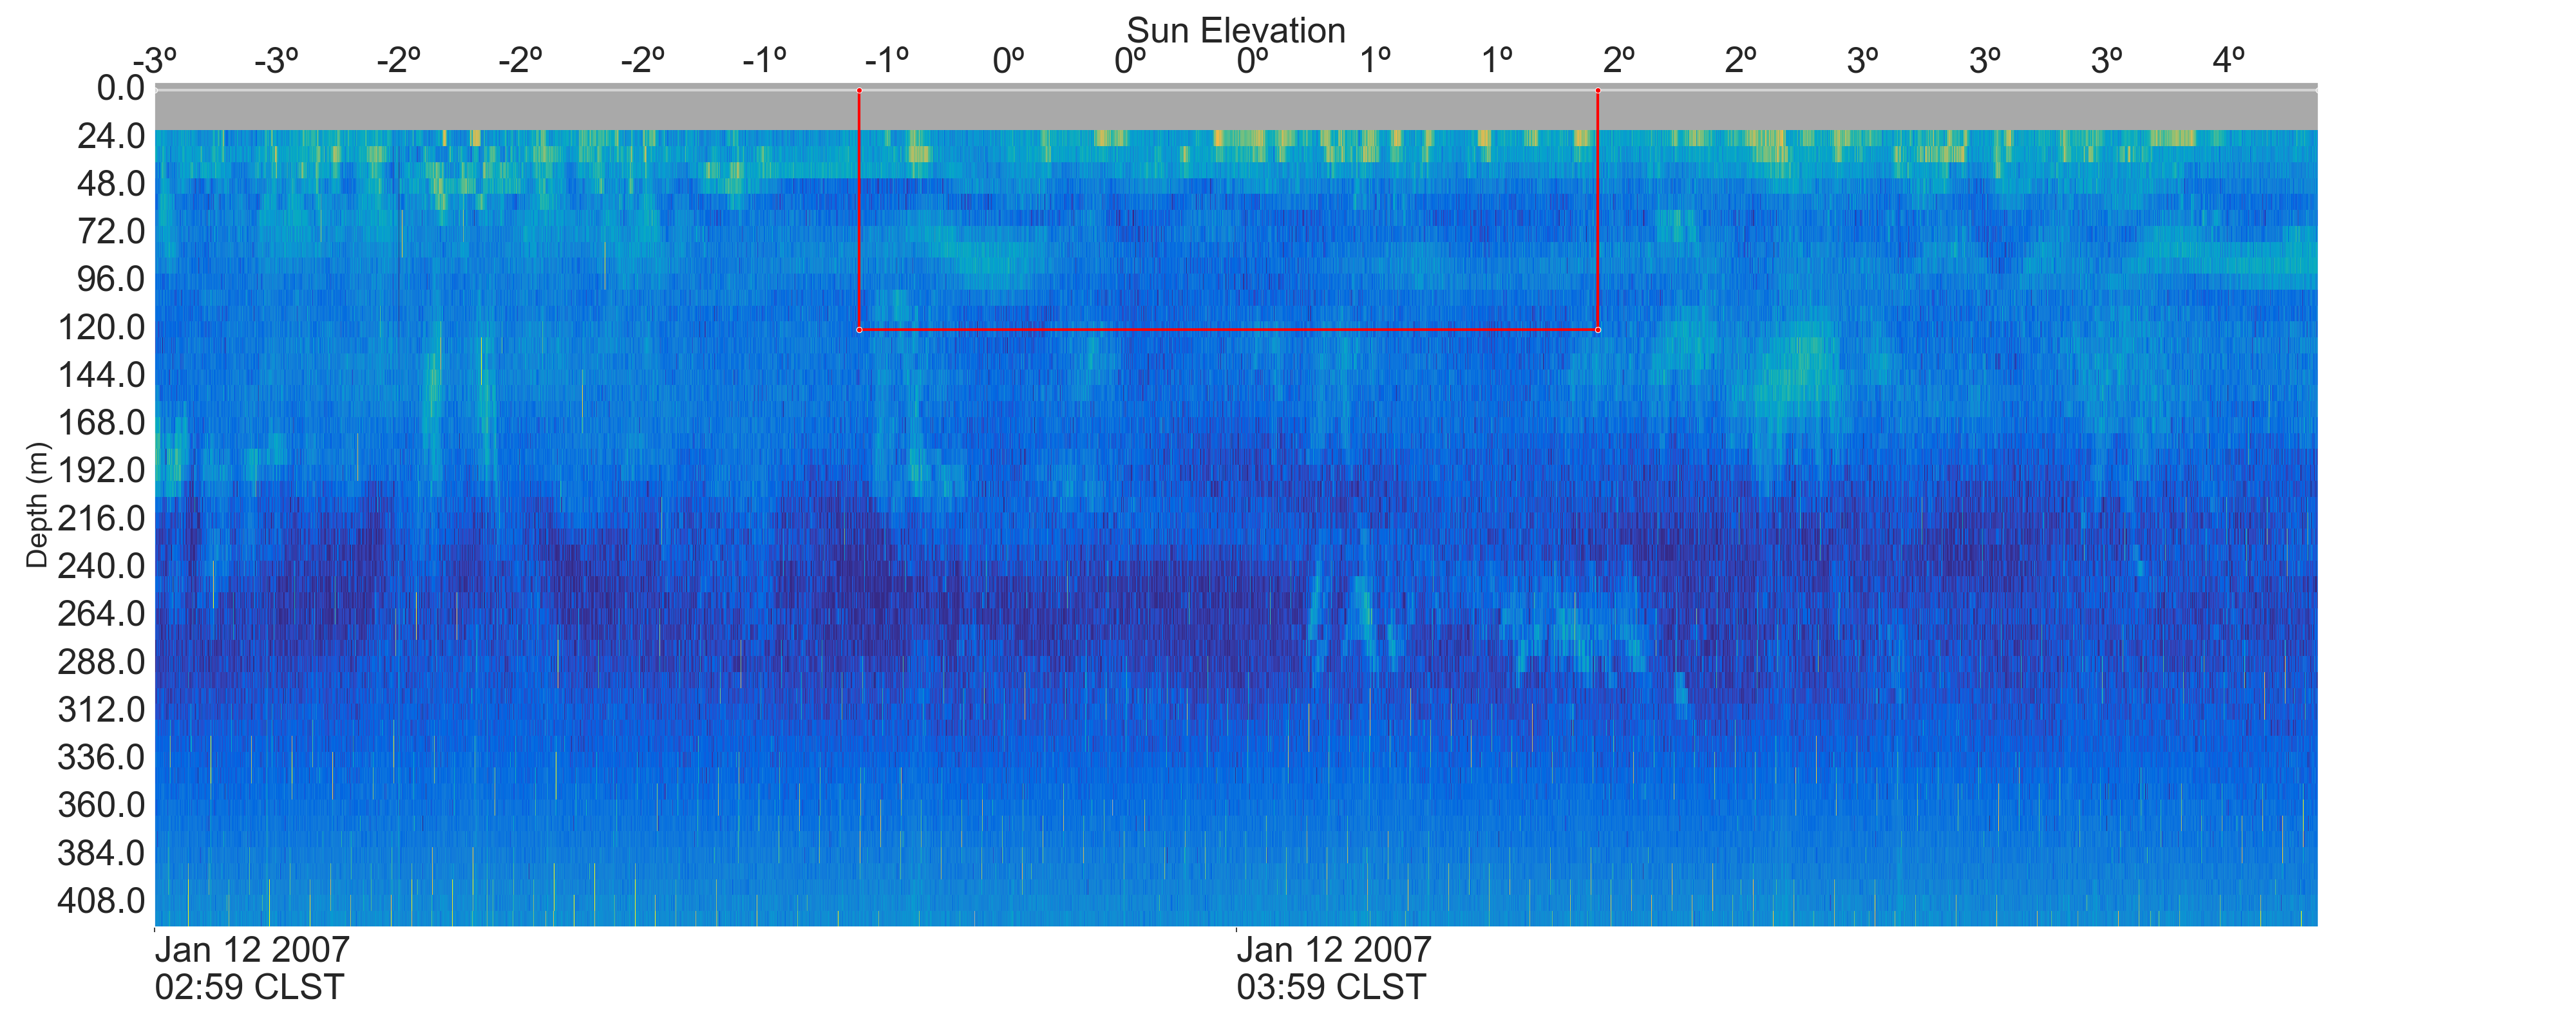 Sun Elevation
-3º -3º -2º -2º -2º -1º -1º 0º 0º 0º 1º 1º 2º 2º 3º 3º 3º 4º
0.0
24.0
48.0
72.0
96.0
120.0
144.0
168.0
192.0
216.0
240.0
264.0
288.0
312.0
336.0
360.0
384.0
408.0
Depth (m)
Jan 12 2007
02:59 CLST
Jan 12 2007
03:59 CLST